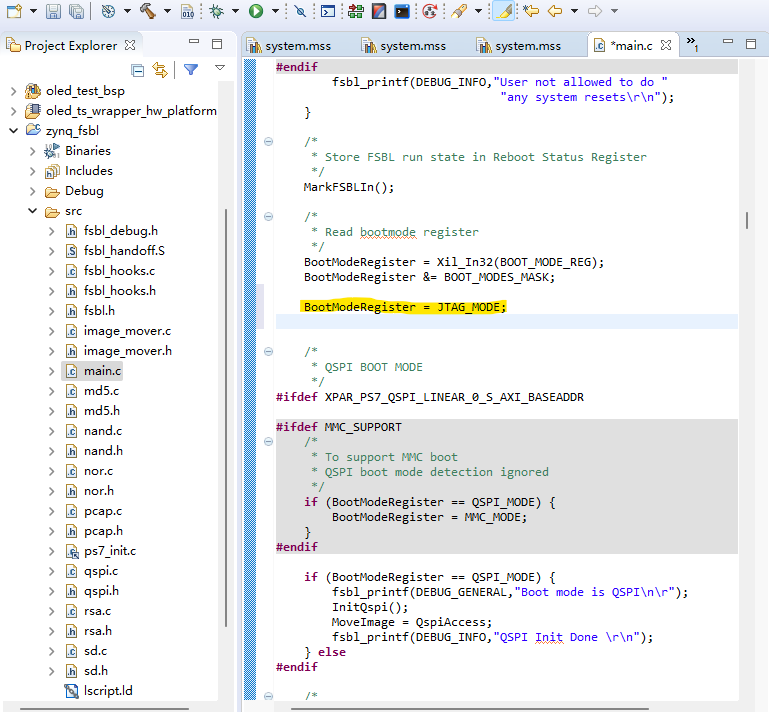 Project Explorer
oled_test_bsp
oled_ts_wrapper_hw_platform
zynq_fsbl
Binaries
Includes
Debug
src
fsbl_debug.h
fsbl_handoff.S
fsbl_hooks.c
fsbl_hooks.h
fsbl.h
image_mover.c
image_mover.h
main.c
md5.c
md5.h
nand.c
nand.h
nor.c
nor.h
pcap.c
pcap.h
ps7_init.c
qspi.c
qspi.h
rsa.c
rsa.h
sd.c
sd.h
lscript.ld
system.mss
system.mss
system.mss
*main.c
»1
#endif
fsbl_printf(DEBUG_INFO,"User not allowed to do "
"any system resets\r\n");
}
/*
* Store FSBL run state in Reboot Status Register
*/
MarkFSBLIn();
/*
* Read bootmode register
*/
BootModeRegister = Xil_In32(BOOT_MODE_REG);
BootModeRegister &= BOOT_MODES_MASK;
BootModeRegister = JTAG_MODE;
/*
* QSPI BOOT MODE
*/
#ifdef XPAR_PS7_QSPI_LINEAR_0_S_AXI_BASEADDR
#ifdef MMC_SUPPORT
/*
* To support MMC boot
* QSPI boot mode detection ignored
*/
if (BootModeRegister == QSPI_MODE) {
BootModeRegister = MMC_MODE;
}
#endif
if (BootModeRegister == QSPI_MODE) {
fsbl_printf(DEBUG_GENERAL,"Boot mode is QSPI\n\r");
InitQspi();
MoveImage = QspiAccess;
fsbl_printf(DEBUG_INFO,"QSPI Init Done \r\n");
} else
#endif
/*